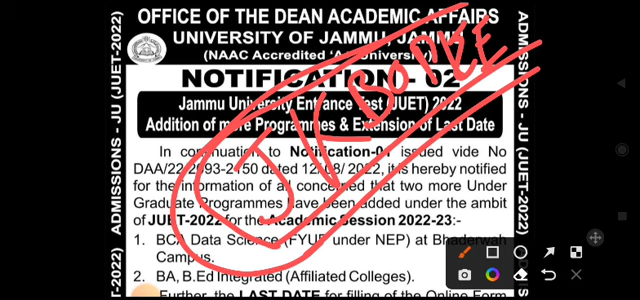 OFFICE OF THE DEAN ACADEMIC AFFAIRS
UNIVERSITY OF JAMMU, JAMMU
(NAAC Accredited 'A+' University)
NOTIFICATION - 02
Jammu University Entrance Test (JUET) 2022
Addition of more Programmes & Extension of Last Date
In continuation to Notification-01 issued vide No
DAA/22/2093-2150 dated 12/08/2022, it is hereby notified
for the information of all concerned that two more Under
Graduate Programmes have been added under the ambit
of JUET-2022 for the Academic Session 2022-23:-
1. BCA Data Science (FYUP under NEP) at Bhaderwah
Campus.
2. BA, B.Ed Integrated (Affiliated Colleges).
Further, the LAST DATE for filling of the Online Form
ADMISSIONS - JU (JUET-2022)
ADMISSIONS - JU (JUET-2022)
JKBOPEE